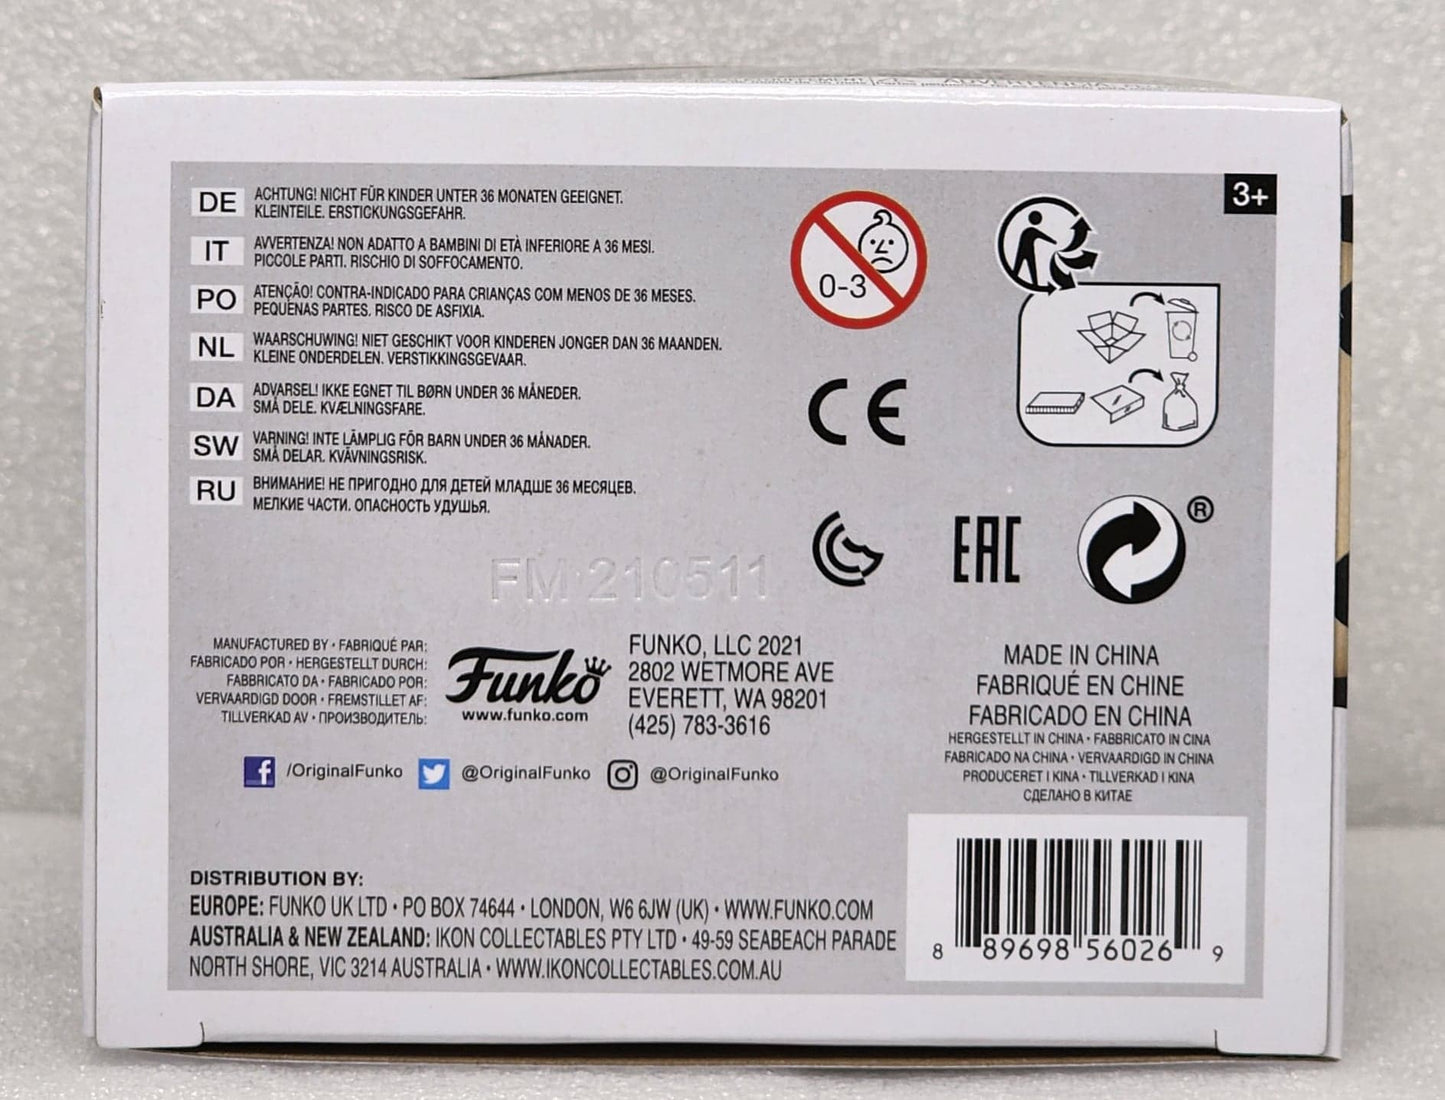 3+
DE ACHTUNG! NICHT FÜR KINDER UNTER 36 MONATEN GEEIGNET.
KLEINTEILE. ERSTICKUNGSGEFAHR.
IT AVVERTENZA! NON ADATTO A BAMBINI DI ETÀ INFERIORE A 36 MESI.
PICCOLE PARTI. RISCHIO DI SOFFOCAMENTO.
PO ATENÇÃO! CONTRA-INDICADO PARA CRIANÇAS COM MENOS DE 36 MESES.
PEQUENAS PARTES. RISCO DE ASFIXIA.
NL WAARSCHUWING! NIET GESCHIKT VOOR KINDEREN JONGER DAN 36 MAANDEN.
KLEINE ONDERDELEN. VERSTIKKINGSGEVAAR.
DA ADVARSEL! IKKE EGNET TIL BØRN UNDER 36 MÅNEDER.
SMÅ DELE. KVÆLNINGSFARE.
SW VARNING! INTE LÄMPLIG FÖR BARN UNDER 36 MÅNADER.
SMÅ DELAR. KVÄVNINGSRISK.
RU ВНИМАНИЕ! НЕ ПРИГОДНО ДЛЯ ДЕТЕЙ МЛАДШЕ 36 МЕСЯЦЕВ.
МЕЛКИЕ ЧАСТИ. ОПАСНОСТЬ УДУШЬЯ.
0-3
CE
EAC
®
FM 210511
MANUFACTURED BY • FABRIQUÉ PAR:
FABRICADO POR • HERGESTELLT DURCH:
FABBRICATO DA • FABRICADO POR:
VERVAARDIGD DOOR • FREMSTILLET AF:
TILLVERKAD AV • ПРОИЗВОДИТЕЛЬ:
Funko
www.funko.com
FUNKO, LLC 2021
2802 WETMORE AVE
EVERETT, WA 98201
(425) 783-3616
MADE IN CHINA
FABRIQUÉ EN CHINE
FABRICADO EN CHINA
HERGESTELLT IN CHINA • FABBRICATO IN CINA
FABRICADO NA CHINA • VERVAARDIGD IN CHINA
PRODUCERET I KINA • TILLVERKAD I KINA
СДЕЛАНО В КИТАЕ
/OriginalFunko @OriginalFunko @OriginalFunko
DISTRIBUTION BY:
EUROPE: FUNKO UK LTD • PO BOX 74644 • LONDON, W6 6JW (UK) • WWW.FUNKO.COM
AUSTRALIA & NEW ZEALAND: IKON COLLECTABLES PTY LTD • 49-59 SEABEACH PARADE
NORTH SHORE, VIC 3214 AUSTRALIA • WWW.IKONCOLLECTABLES.COM.AU
8 89698 56026 9